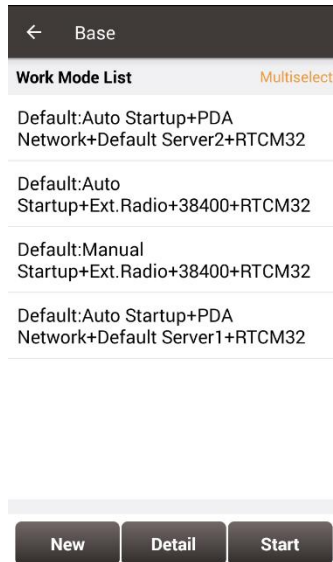 ← Base
Work Mode List Multiselect
Default:Auto Startup+PDA
Network+Default Server2+RTCM32
Default:Auto
Startup+Ext.Radio+38400+RTCM32
Default:Manual
Startup+Ext.Radio+38400+RTCM32
Default:Auto Startup+PDA
Network+Default Server1+RTCM32
New Detail Start